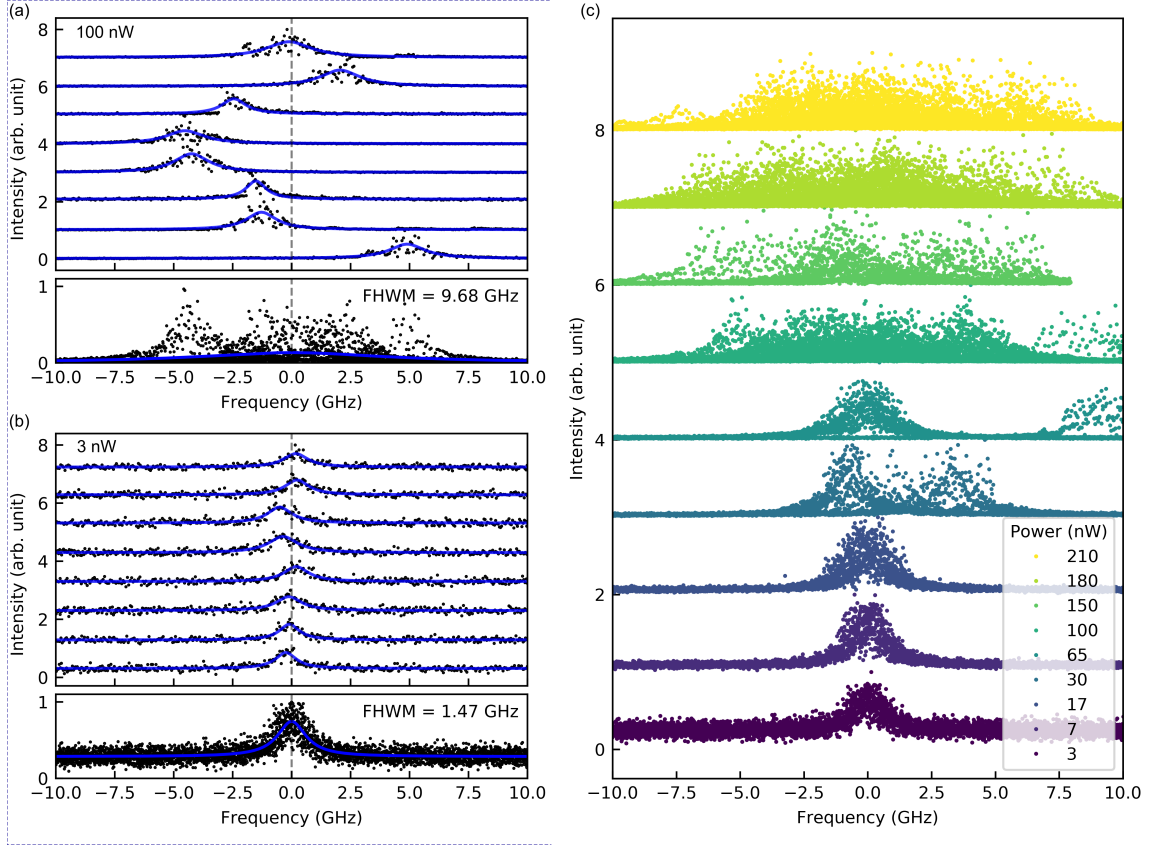 (a)
100 nW
8
6
4
2
0
Intensity (arb. unit)
FHWM = 9.68 GHz
1
0
−10.0 −7.5 −5.0 −2.5 0.0 2.5 5.0 7.5 10.0
Frequency (GHz)
(b)
3 nW
8
6
4
2
0
Intensity (arb. unit)
FHWM = 1.47 GHz
1
0
−10.0 −7.5 −5.0 −2.5 0.0 2.5 5.0 7.5 10.0
Frequency (GHz)
(c)
8
6
4
2
0
Intensity (arb. unit)
Power (nW)
210
180
150
100
65
30
17
7
3
−10.0 −7.5 −5.0 −2.5 0.0 2.5 5.0 7.5 10.0
Frequency (GHz)